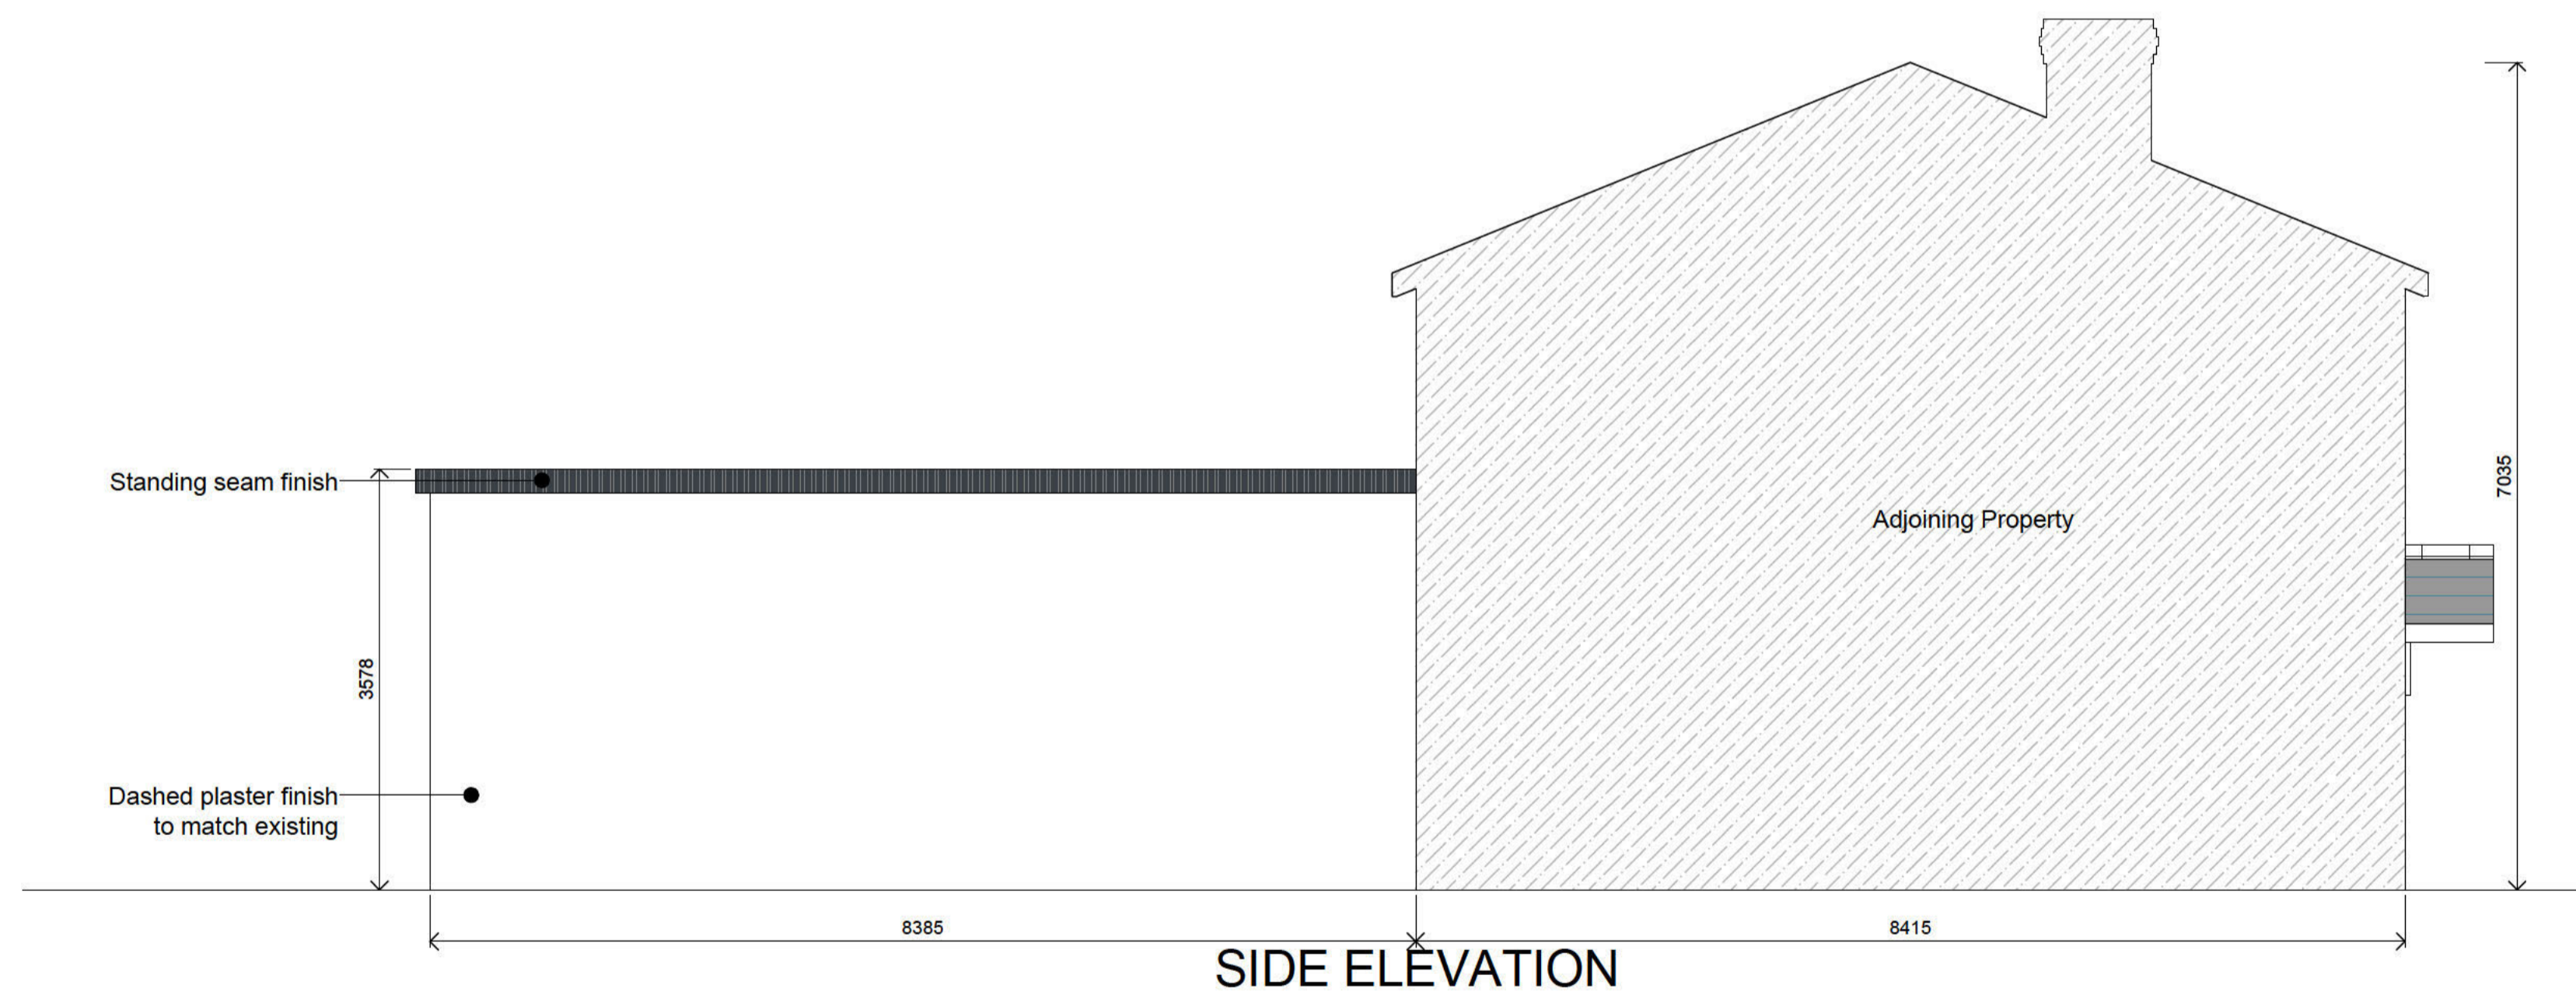 Standing seam finish
Adjoining Property
7035
3578
Dashed plaster finish
to match existing
8385
8415
SIDE ELEVATION